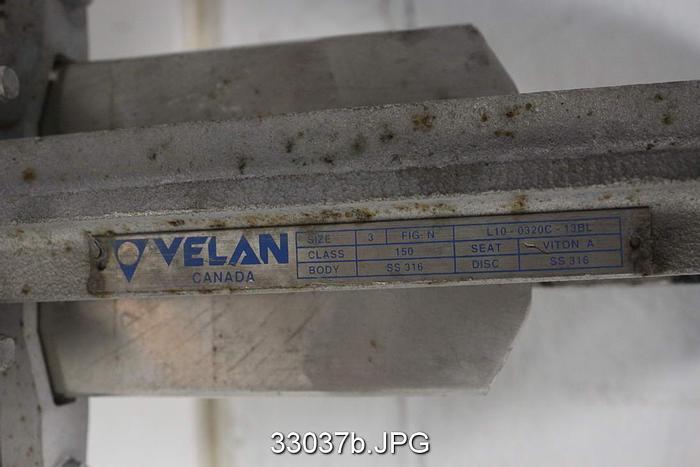 VELAN
CANADA
SIZE 3 FIG. N L10-0320C-13BL
CLASS 150 SEAT VITON A
BODY SS 316 DISC SS 316
33037b.JPG